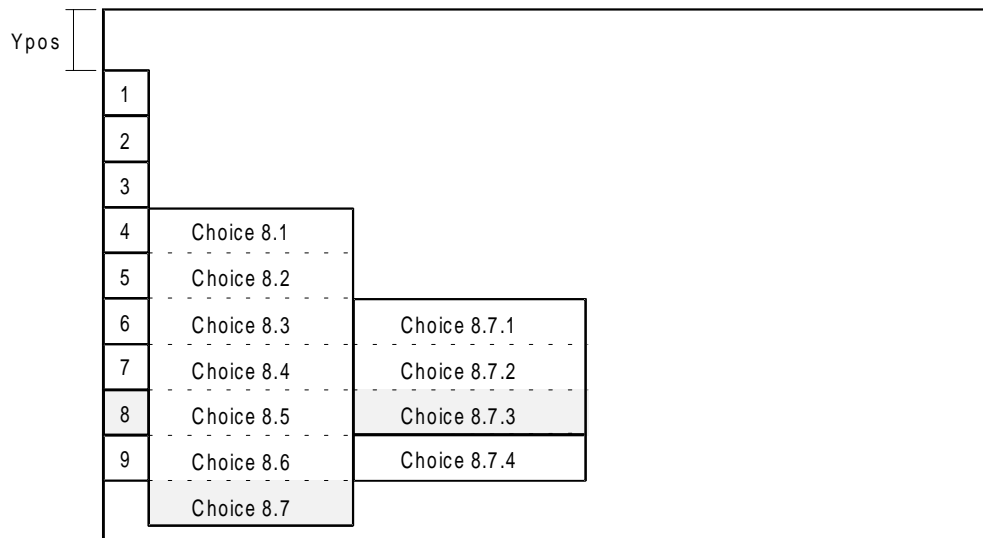 Ypos
1
2
3
4 Choice 8.1
5 Choice 8.2
6 Choice 8.3 Choice 8.7.1
7 Choice 8.4 Choice 8.7.2
8 Choice 8.5 Choice 8.7.3
9 Choice 8.6 Choice 8.7.4
Choice 8.7